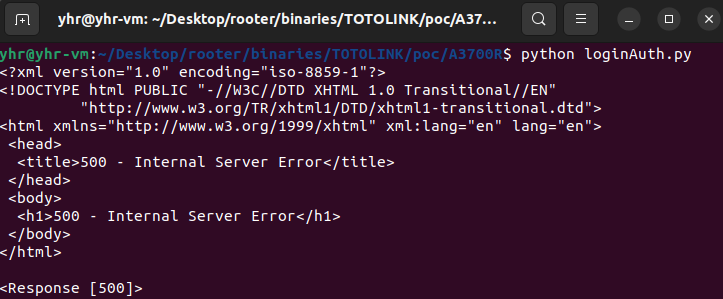 yhr@yhr-vm: ~/Desktop/rooter/binaries/TOTOLINK/poc/A37...
yhr@yhr-vm:~/Desktop/rooter/binaries/TOTOLINK/poc/A3700R$ python loginAuth.py
<?xml version="1.0" encoding="iso-8859-1"?>
<!DOCTYPE html PUBLIC "-//W3C//DTD XHTML 1.0 Transitional//EN"
         "http://www.w3.org/TR/xhtml1/DTD/xhtml1-transitional.dtd">
<html xmlns="http://www.w3.org/1999/xhtml" xml:lang="en" lang="en">
 <head>
  <title>500 - Internal Server Error</title>
 </head>
 <body>
  <h1>500 - Internal Server Error</h1>
 </body>
</html>
<Response [500]>